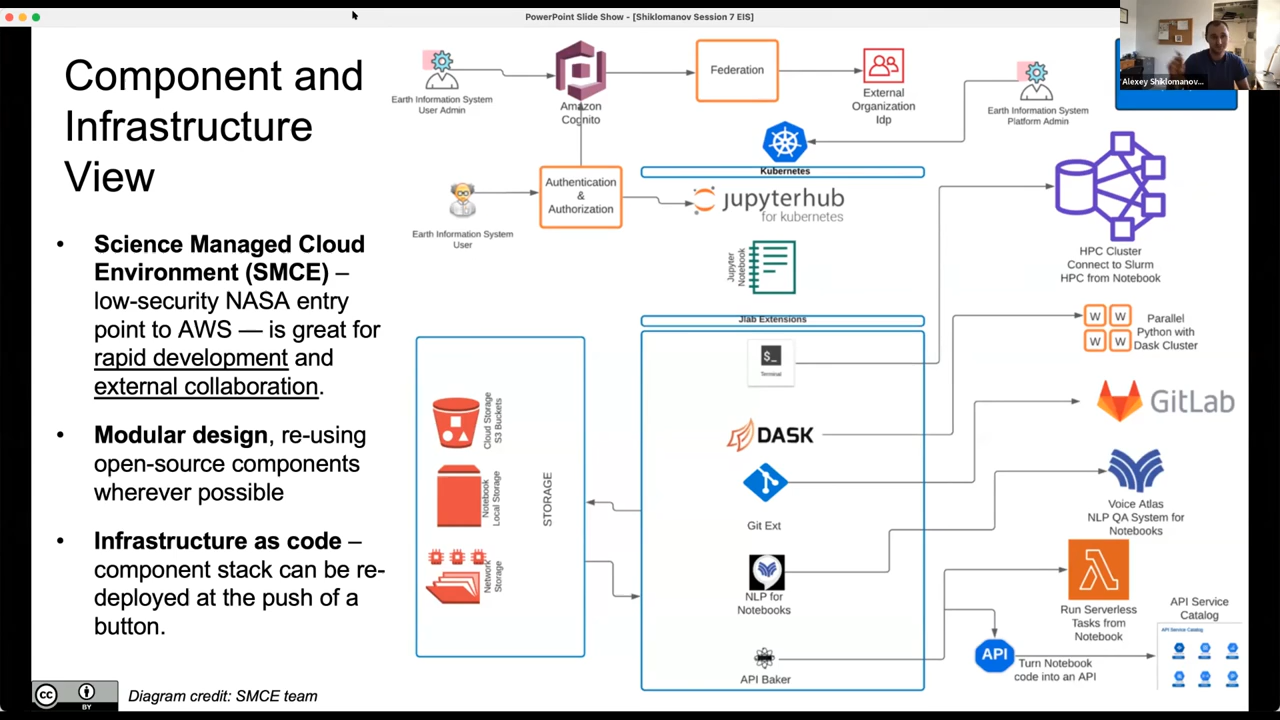 PowerPoint Slide Show - [Shiklomanov Session 7 EIS]
Alexey Shiklomanov...
Component and
Infrastructure
View
• Science Managed Cloud
Environment (SMCE) –
low-security NASA entry
point to AWS — is great for
rapid development and
external collaboration.
• Modular design, re-using
open-source components
wherever possible
• Infrastructure as code –
component stack can be re-
deployed at the push of a
button.
CC
BY
Diagram credit: SMCE team
Earth Information System
User Admin
Amazon
Cognito
Federation
External
Organization
Idp
Earth Information System
Platform Admin
Kubernetes
Authentication
&
Authorization
Earth Information System
User
jupyterhub
for kubernetes
Jupyter
Notebook
HPC Cluster
Connect to Slurm
HPC from Notebook
Jlab Extensions
$_
Terminal
W W
W W
Parallel
Python with
Dask Cluster
DASK
GitLab
Git Ext
Cloud Storage
S3 Buckets
Notebook
Local Storage
Network
Storage
STORAGE
Voice Atlas
NLP QA System for
Notebooks
NLP for
Notebooks
Run Serverless
Tasks from
Notebook
API Service
Catalog
API Service Catalog
API Baker
API
Turn Notebook
code into an API